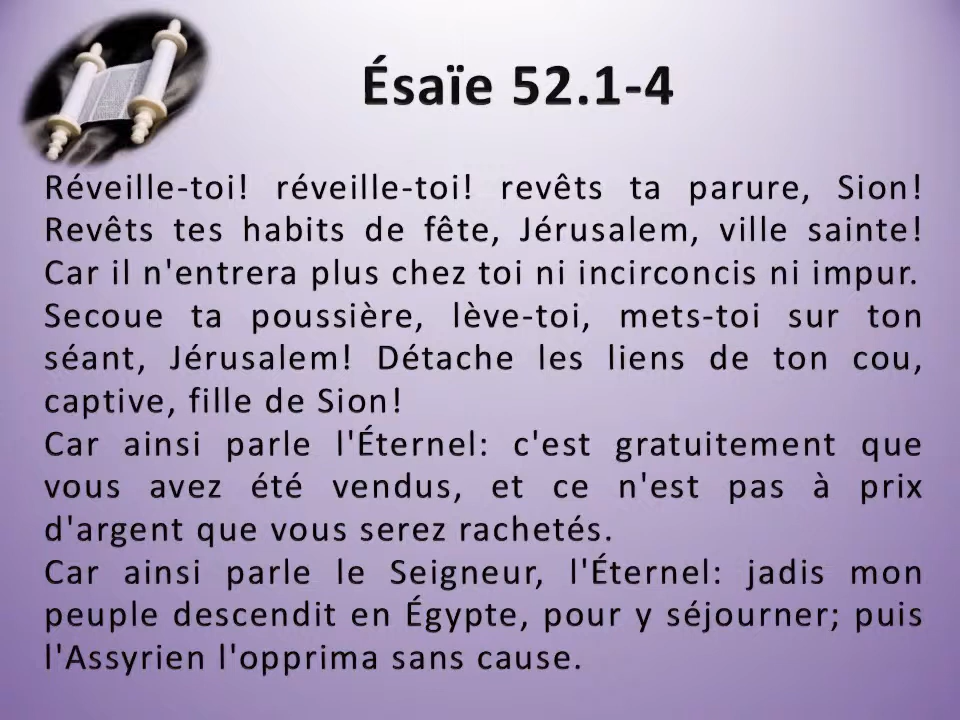 Ésaïe 52.1-4
Réveille-toi! réveille-toi! revêts ta parure, Sion!
Revêts tes habits de fête, Jérusalem, ville sainte!
Car il n'entrera plus chez toi ni incirconcis ni impur.
Secoue ta poussière, lève-toi, mets-toi sur ton
séant, Jérusalem! Détache les liens de ton cou,
captive, fille de Sion!
Car ainsi parle l'Éternel: c'est gratuitement que
vous avez été vendus, et ce n'est pas à prix
d'argent que vous serez rachetés.
Car ainsi parle le Seigneur, l'Éternel: jadis mon
peuple descendit en Égypte, pour y séjourner; puis
l'Assyrien l'opprima sans cause.